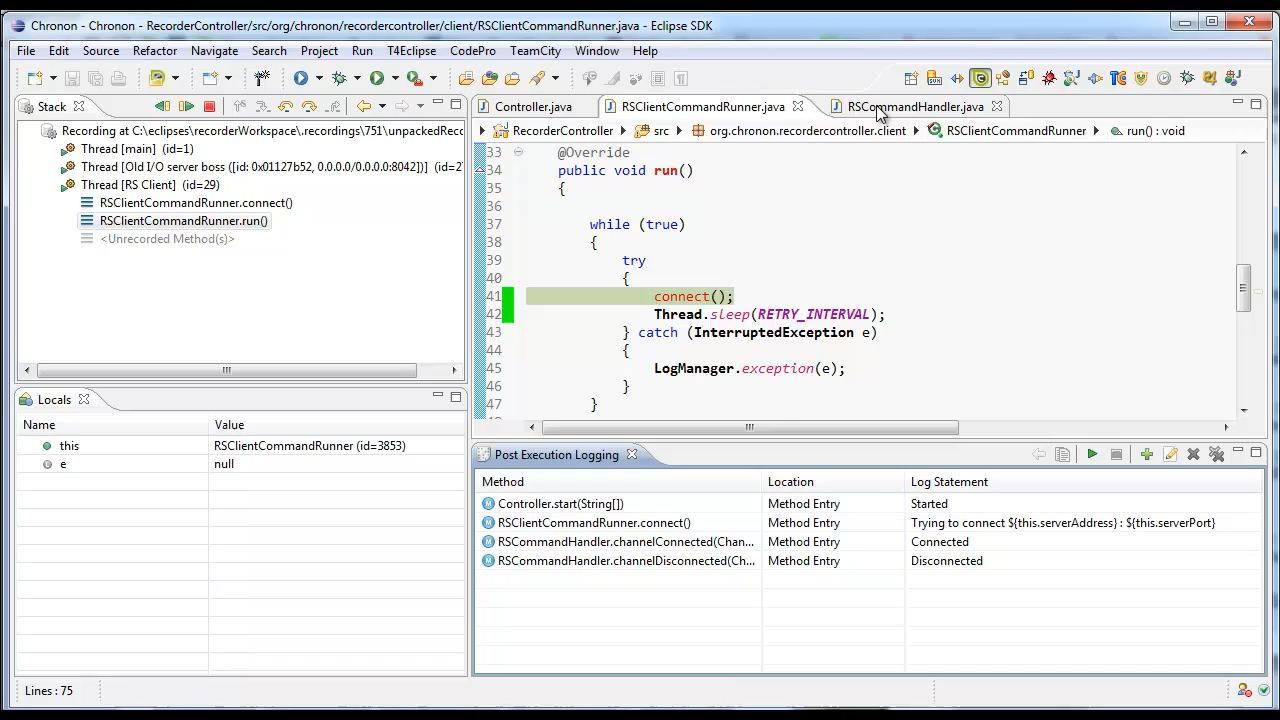 Chronon - Chronon - RecorderController/src/org/chronon/recordercontroller/client/RSClientCommandRunner.java - Eclipse SDK
File Edit Source Refactor Navigate Search Project Run T4Eclipse CodePro TeamCity Window Help
Stack
Recording at C:\eclipses\recorderWorkspace\.recordings\751\unpackedReco
Thread [main] (id=1)
Thread [Old I/O server boss ([id: 0x01127b52, 0.0.0.0/0.0.0.0:8042])] (id=2
Thread [RS Client] (id=29)
RSClientCommandRunner.connect()
RSClientCommandRunner.run()
<Unrecorded Method(s)>
Locals
Name Value
this RSClientCommandRunner (id=3853)
e null
Controller.java RSClientCommandRunner.java RSCommandHandler.java
RecorderController src org.chronon.recordercontroller.client RSClientCommandRunner run() : void
33 @Override
34 public void run()
35 {
36
37 while (true)
38 {
39 try
40 {
41 connect();
42 Thread.sleep(RETRY_INTERVAL);
43 } catch (InterruptedException e)
44 {
45 LogManager.exception(e);
46 }
47 }
Post Execution Logging
Method Location Log Statement
Controller.start(String[]) Method Entry Started
RSClientCommandRunner.connect() Method Entry Trying to connect ${this.serverAddress} : ${this.serverPort}
RSCommandHandler.channelConnected(Chan... Method Entry Connected
RSCommandHandler.channelDisconnected(Ch... Method Entry Disconnected
Lines : 75